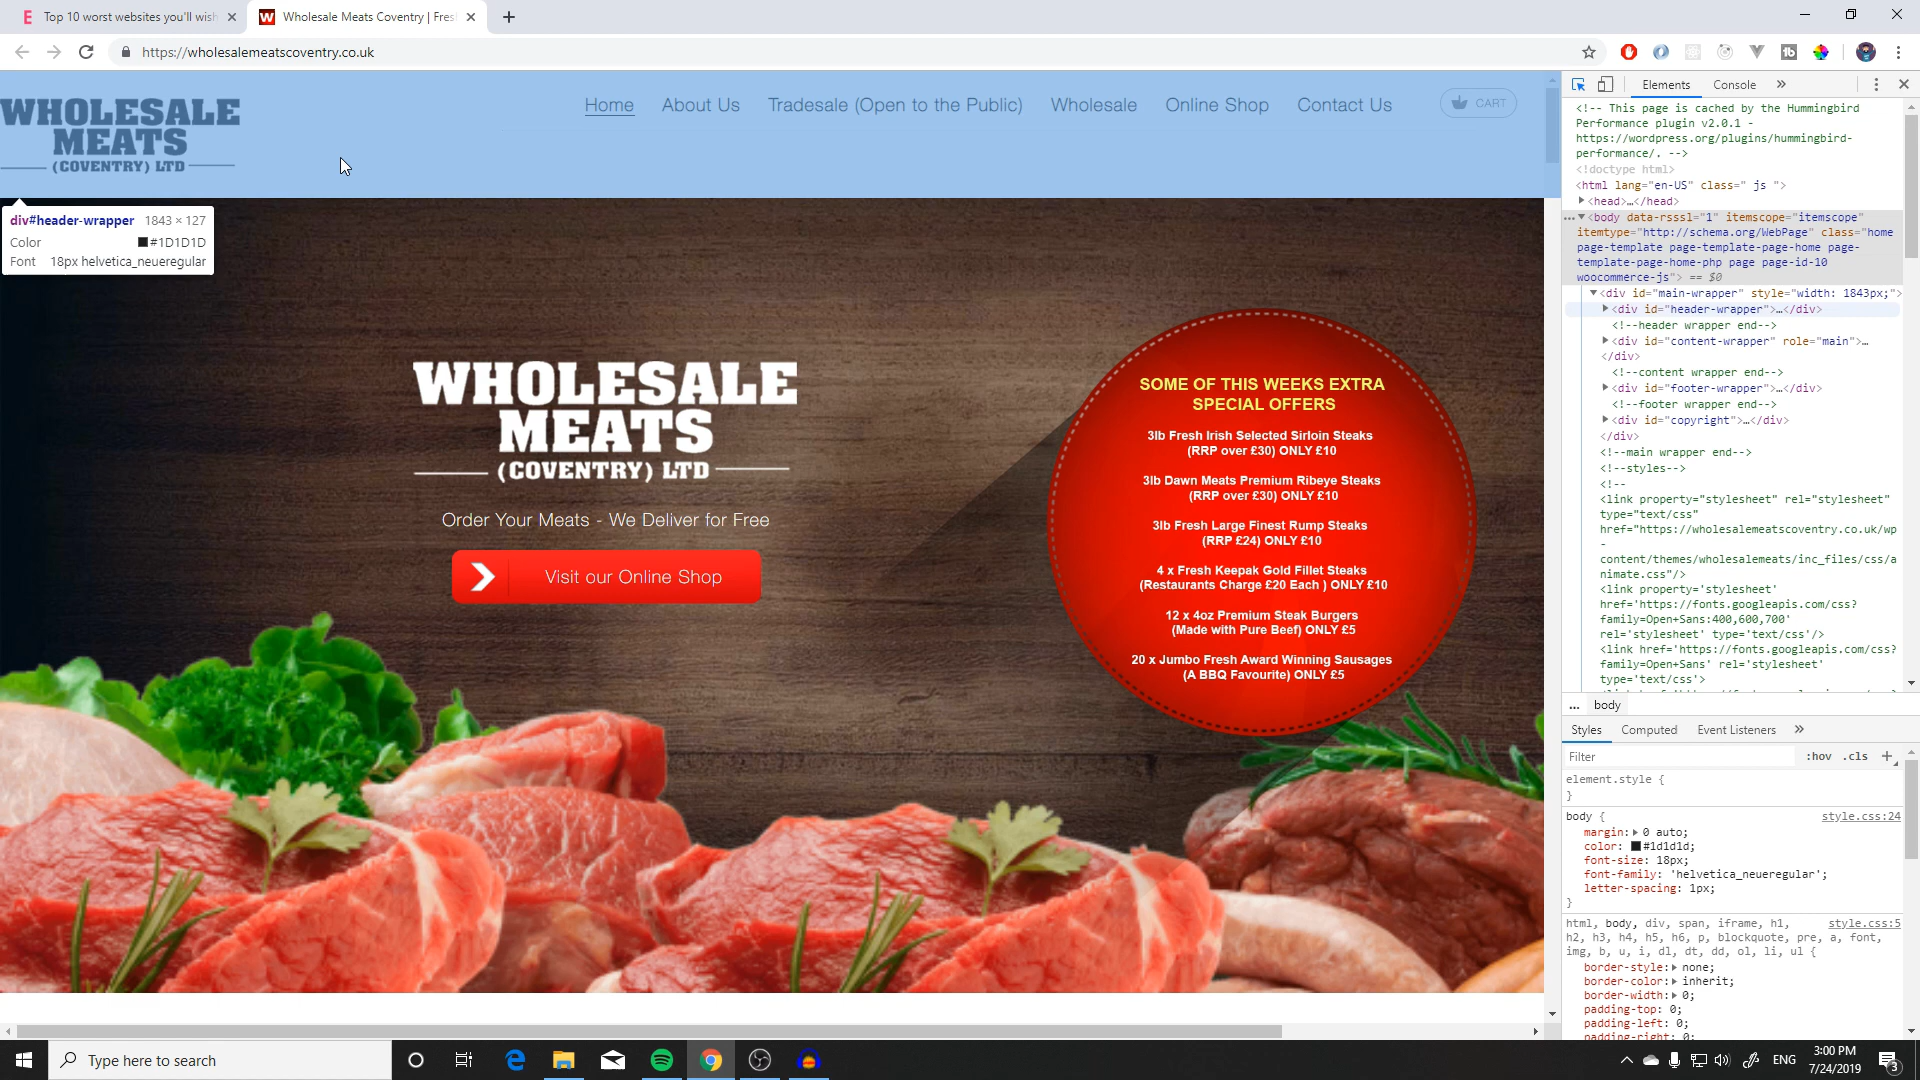 Top 10 worst websites you'll wish
Wholesale Meats Coventry | Fres
https://wholesalemeatscoventry.co.uk
WHOLESALE
MEATS
(COVENTRY) LTD
Home
About Us
Tradesale (Open to the Public)
Wholesale
Online Shop
Contact Us
CART
div#header-wrapper 1843 × 127
Color #1D1D1D
Font 18px helvetica_neueregular
WHOLESALE
MEATS
(COVENTRY) LTD
Order Your Meats - We Deliver for Free
Visit our Online Shop
SOME OF THIS WEEKS EXTRA
SPECIAL OFFERS
3lb Fresh Irish Selected Sirloin Steaks
(RRP over £30) ONLY £10
3lb Dawn Meats Premium Ribeye Steaks
(RRP over £30) ONLY £10
3lb Fresh Large Finest Rump Steaks
(RRP £24) ONLY £10
4 x Fresh Keepak Gold Fillet Steaks
(Restaurants Charge £20 Each ) ONLY £10
12 x 4oz Premium Steak Burgers
(Made with Pure Beef) ONLY £5
20 x Jumbo Fresh Award Winning Sausages
(A BBQ Favourite) ONLY £5
Elements Console »
<!-- This page is cached by the Hummingbird
Performance plugin v2.0.1 -
https://wordpress.org/plugins/hummingbird-
performance/. -->
<!doctype html>
<html lang="en-US" class=" js ">
<head>…</head>
<body data-rsssl="1" itemscope="itemscope"
itemtype="http://schema.org/WebPage" class="home
page-template page-template-page-home page-
template-page-home-php page page-id-10
woocommerce-js"> == $0
<div id="main-wrapper" style="width: 1843px;">
<div id="header-wrapper">…</div>
<!--header wrapper end-->
<div id="content-wrapper" role="main">…
</div>
<!--content wrapper end-->
<div id="footer-wrapper">…</div>
<!--footer wrapper end-->
<div id="copyright">…</div>
</div>
<!--main wrapper end-->
<!--styles-->
<!--
<link property="stylesheet" rel="stylesheet"
type="text/css"
href="https://wholesalemeatscoventry.co.uk/wp
-
content/themes/wholesalemeats/inc_files/css/a
nimate.css"/>
<link property='stylesheet'
href='https://fonts.googleapis.com/css?
family=Open+Sans:400,600,700'
rel='stylesheet' type='text/css'/>
<link href='https://fonts.googleapis.com/css?
family=Open+Sans' rel='stylesheet'
type='text/css'>
... body
Styles Computed Event Listeners »
Filter :hov .cls +
element.style {
}
body { style.css:24
margin: 0 auto;
color: #1d1d1d;
font-size: 18px;
font-family: 'helvetica_neueregular';
letter-spacing: 1px;
}
html, body, div, span, iframe, h1, style.css:5
h2, h3, h4, h5, h6, p, blockquote, pre, a, font,
img, b, u, i, dl, dt, dd, ol, li, ul {
border-style: none;
border-color: inherit;
border-width: 0;
padding-top: 0;
padding-left: 0;
padding-right: 0;
Type here to search
ENG
3:00 PM
7/24/2019
3